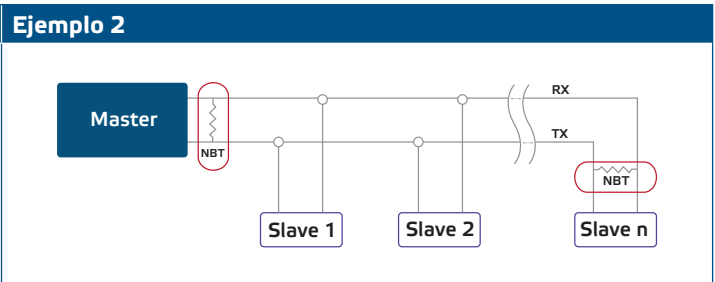 Ejemplo 2
RX
Master
TX
NBT
NBT
Slave 1
Slave 2
Slave n